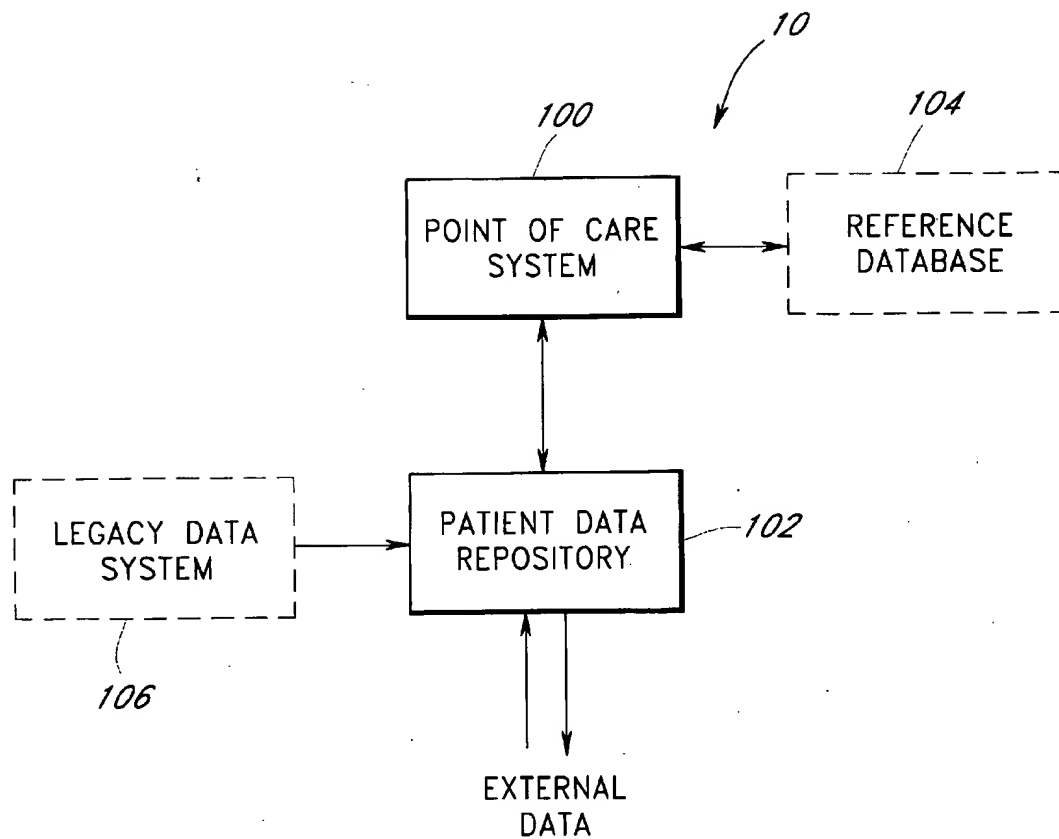 10
100
104
POINT OF CARE
SYSTEM
REFERENCE
DATABASE
LEGACY DATA
SYSTEM
PATIENT DATA
REPOSITORY
102
106
EXTERNAL
DATA